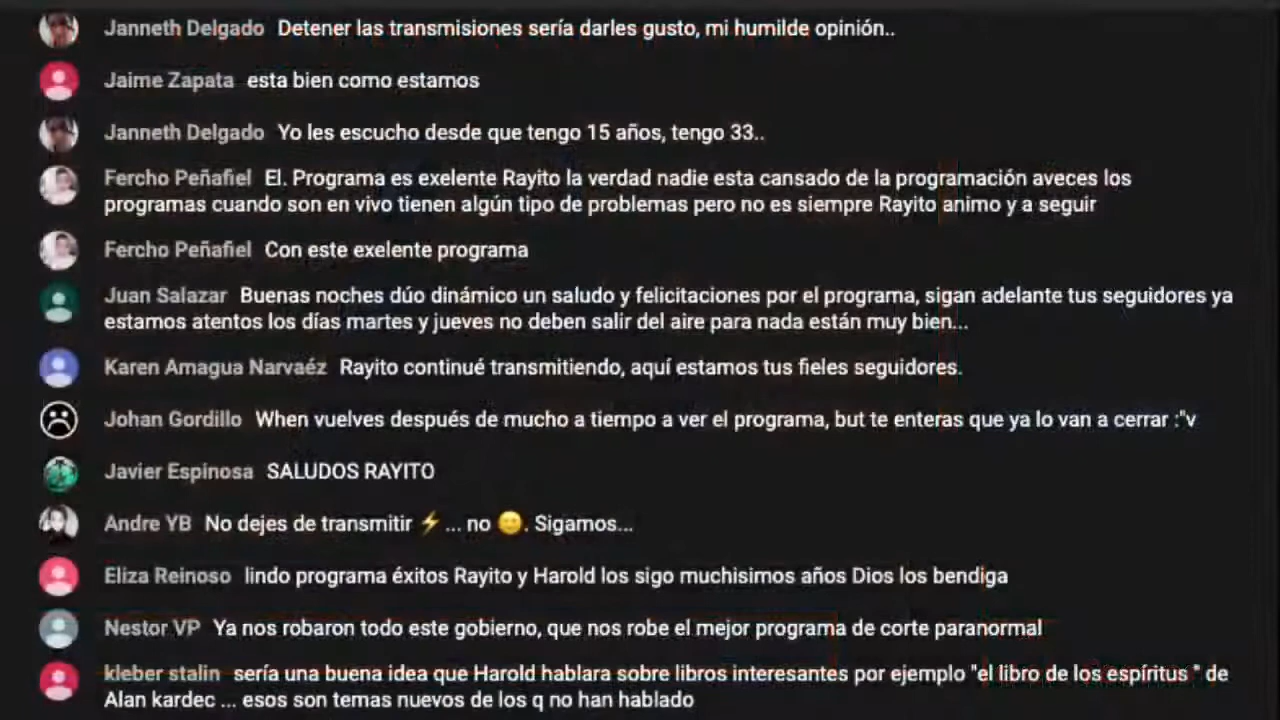 Janneth Delgado Detener las transmisiones sería darles gusto, mi humilde opinión..
Jaime Zapata esta bien como estamos
Janneth Delgado Yo les escucho desde que tengo 15 años, tengo 33..
Fercho Peñafiel El. Programa es exelente Rayito la verdad nadie esta cansado de la programación aveces los
programas cuando son en vivo tienen algún tipo de problemas pero no es siempre Rayito animo y a seguir
Fercho Peñafiel Con este exelente programa
Juan Salazar Buenas noches dúo dinámico un saludo y felicitaciones por el programa, sigan adelante tus seguidores ya
estamos atentos los días martes y jueves no deben salir del aire para nada están muy bien...
Karen Amagua Narvaéz Rayito continué transmitiendo, aquí estamos tus fieles seguidores.
Johan Gordillo When vuelves después de mucho a tiempo a ver el programa, but te enteras que ya lo van a cerrar :"v
Javier Espinosa SALUDOS RAYITO
Andre YB No dejes de transmitir ⚡ ... no 🙂. Sigamos...
Eliza Reinoso lindo programa éxitos Rayito y Harold los sigo muchisimos años Dios los bendiga
Nestor VP Ya nos robaron todo este gobierno, que nos robe el mejor programa de corte paranormal
kleber stalin sería una buena idea que Harold hablara sobre libros interesantes por ejemplo "el libro de los espíritus " de
Alan kardec ... esos son temas nuevos de los q no han hablado